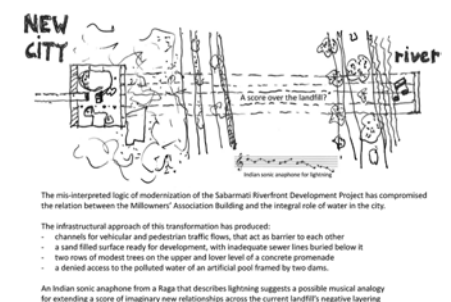 NEW
CITY
river
A score over the landfill?
Indian sonic anaphone for lightning
The mis-interpreted logic of modernization of the Sabarmati Riverfront Development Project has compromised
the relation between the Millowners' Association Building and the integral role of water in the city.
The infrastructural approach of this transformation has produced:
- channels for vehicular and pedestrian traffic flows, that act as barrier to each other
- a sand filled surface ready for development, with inadequate sewer lines buried below it
- two rows of modest trees on the upper and lower level of a concrete promenade
- a denied access to the polluted water of an artificial pool framed by two dams.
An Indian sonic anaphone from a Raga that describes lightning suggests a possible musical analogy
for extending a score of imaginary new relationships across the current landfill's negative layering